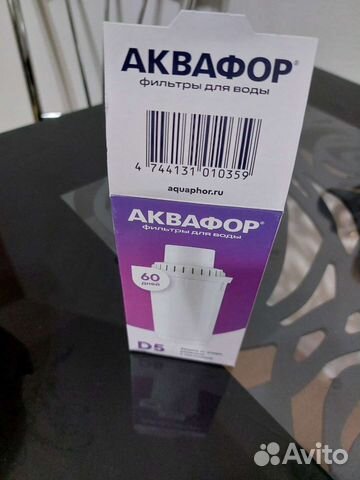 АКВАФОР®
фильтры для воды
4 744131 010359
aquaphor.ru
АКВАФОР®
фильтры для воды
60
дней
D5
Avito